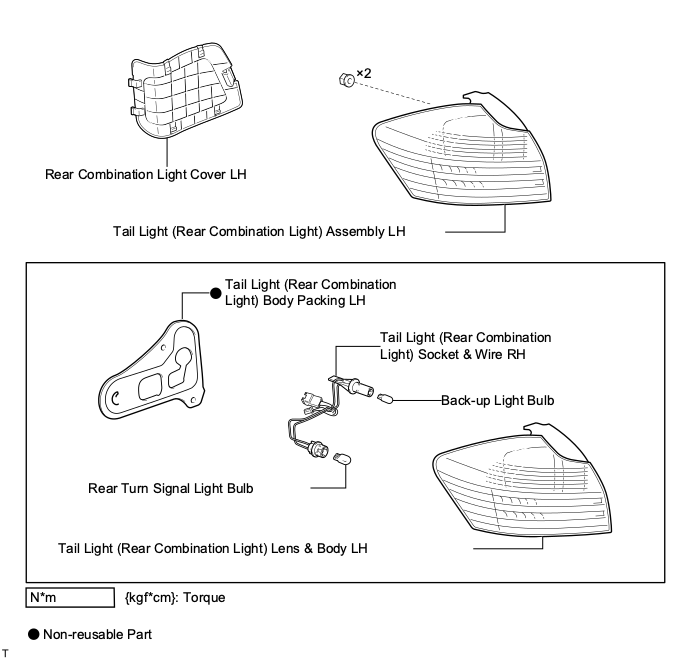 ×2
Rear Combination Light Cover LH
Tail Light (Rear Combination Light) Assembly LH
Tail Light (Rear Combination
Light) Body Packing LH
Tail Light (Rear Combination
Light) Socket & Wire RH
Back-up Light Bulb
Rear Turn Signal Light Bulb
Tail Light (Rear Combination Light) Lens & Body LH
N*m {kgf*cm}: Torque
● Non-reusable Part
T